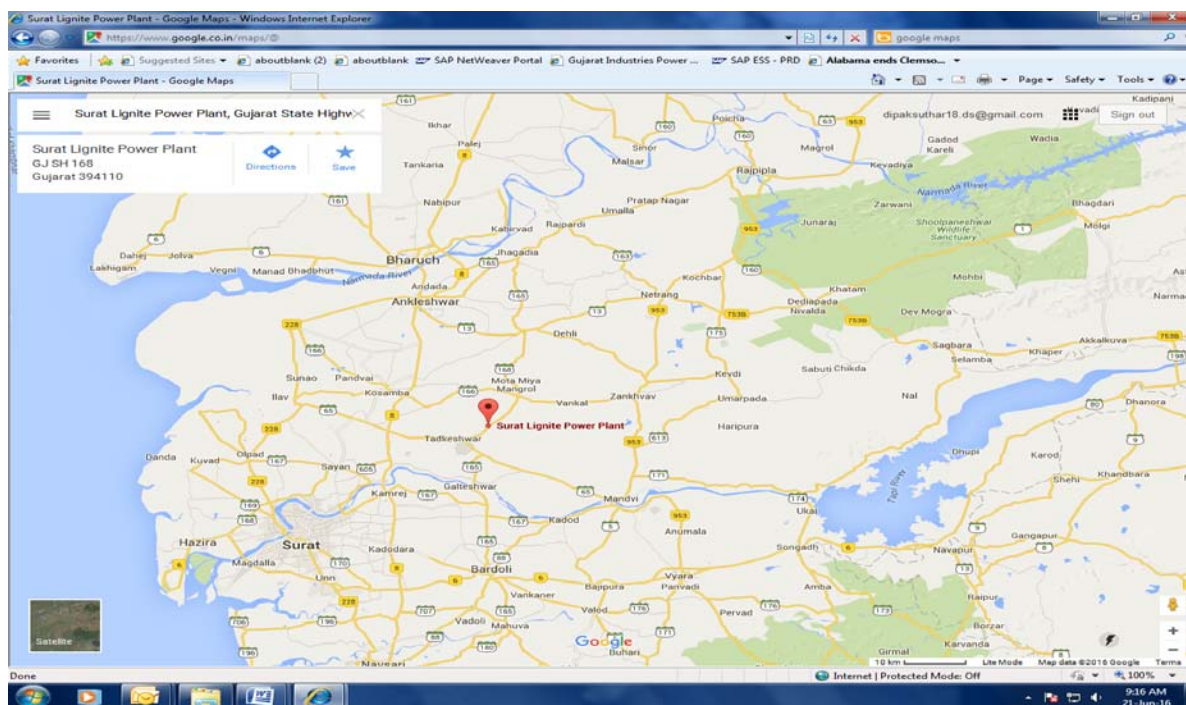 Surat Lignite Power Plant - Google Maps - Windows Internet Explorer
https://www.google.co.in/maps/@
google maps
Favorites
Suggested Sites
aboutblank (2)
aboutblank
SAP NetWeaver Portal
Gujarat Industries Power ...
SAP ESS - PRD
Alabama ends Clemso...
Surat Lignite Power Plant - Google Maps
Page
Safety
Tools
Surat Lignite Power Plant, Gujarat State Highw
dipaksuthar18.ds@gmail.com
Sign out
Surat Lignite Power Plant
GJ SH 168
Gujarat 394110
Directions
Save
Kadipani
Ikhar
Palej
Sinor
Poicha
Magrol
Gadod
Kareli
Wadia
Tankaria
Malsar
Rajpipla
Kevadiya
Narmada River
Nabipur
Pratap Nagar
Umalla
Zarwani
Bhagdari
Kabirvad
Rajpardi
Junaraj
Shoolpaneshwar
Wildlife
Sanctuary
Molgi
Dahej
Jolva
Lakhigam
Vegni
Manad Bhadbhut
Narmada River
Bharuch
Jhagadia
Andada
Ankleshwar
Kochbar
Mohbi
Netrang
Khatam
Dediapada
Nivalda
Dev Mogra
Dehli
Sagbara
Selamba
Khaper
Akkalkuva
Sunao
Pandvai
Mota Miya
Mangrol
Kevdi
Sabuti Chikda
Ilav
Kosamba
Vankal
Zankhvav
Umarpada
Nal
Dhanora
Surat Lignite Power Plant
Haripura
Tadkeshwar
Danda
Kuvad
Olpad
Sayan
Dhupi
Karod
Shehi
Khandbara
Galteshwar
Kamrej
Mandvi
Tapi River
Kadod
Ukai
Anumala
Hazira
Surat
Kadodara
Magdalla
Songadh
Navapur
Gangapur
Unn
Bardoli
Vyara
Bajipura
Panvadi
Amba
Vankaner
Raipur
Valod
Pervad
Vadoli
Mahuva
Borzar
Google
Buhari
Girmal
Karvanda
Navsari
Satellite
10 km
Lite Mode
Map data ©2016 Google
Terms
Done
Internet | Protected Mode: Off
100%
9:16 AM
21-Jun-16